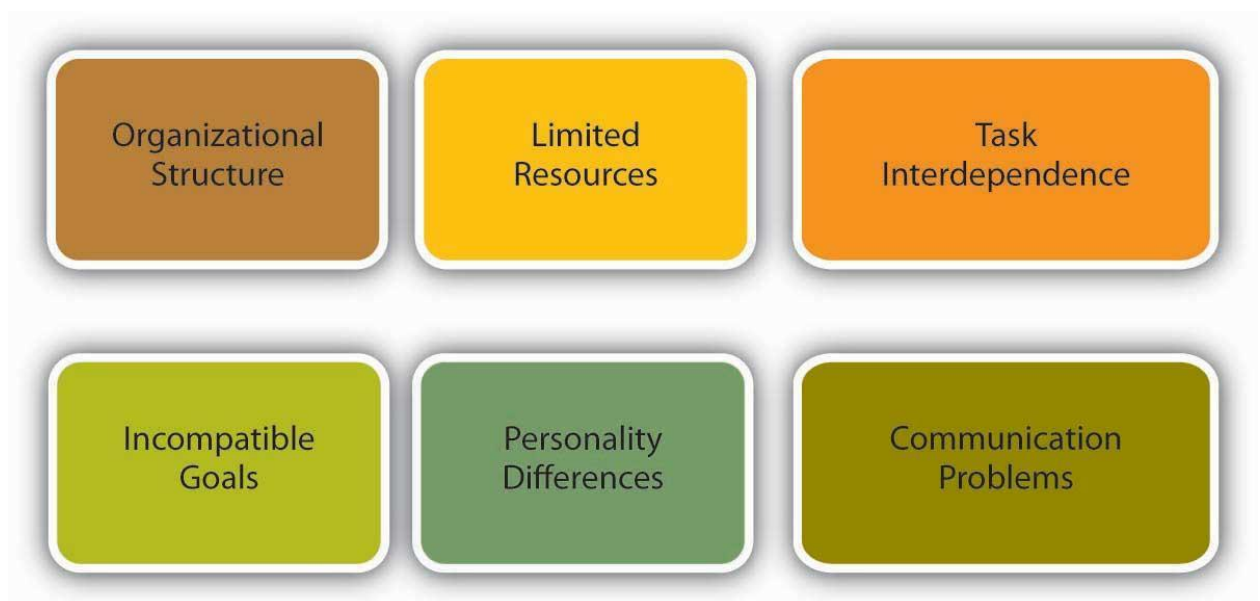 Organizational
Structure
Limited
Resources
Task
Interdependence
Incompatible
Goals
Personality
Differences
Communication
Problems